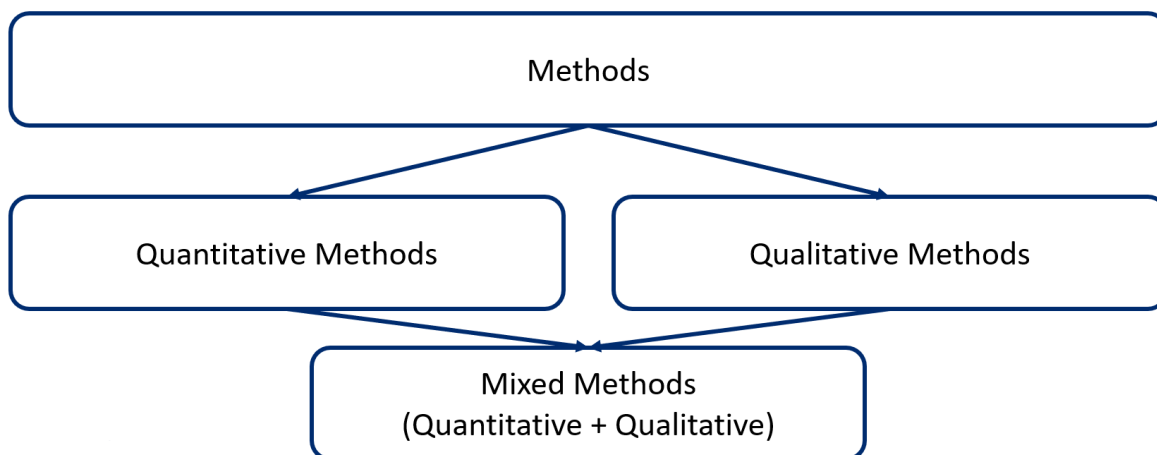 Methods
Quantitative Methods
Qualitative Methods
Mixed Methods
(Quantitative + Qualitative)